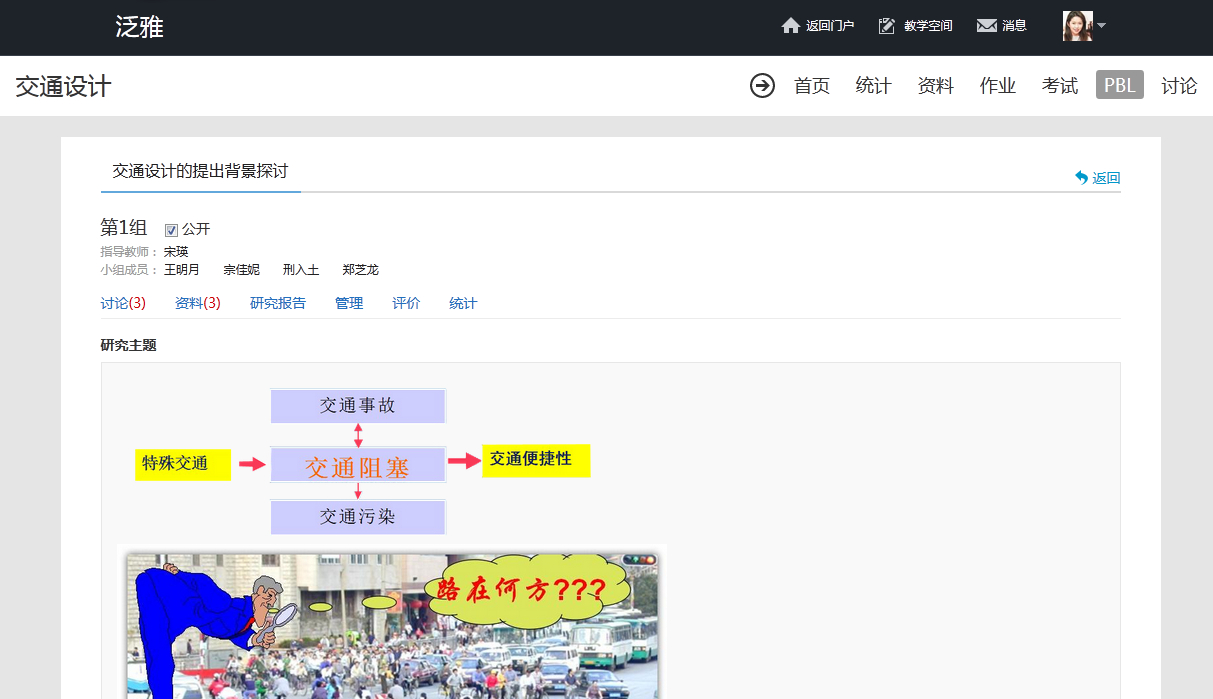 泛雅
返回门户 教学空间 消息
交通设计
首页 统计 资料 作业 考试 PBL 讨论
交通设计的提出背景探讨
返回
第1组 公开
指导教师： 宋瑛
小组成员： 王明月 宗佳妮 刑入土 郑芝龙
讨论(3) 资料(3) 研究报告 管理 评价 统计
研究主题
交通事故
特殊交通 交通阻塞 交通便捷性
交通污染
路在何方???